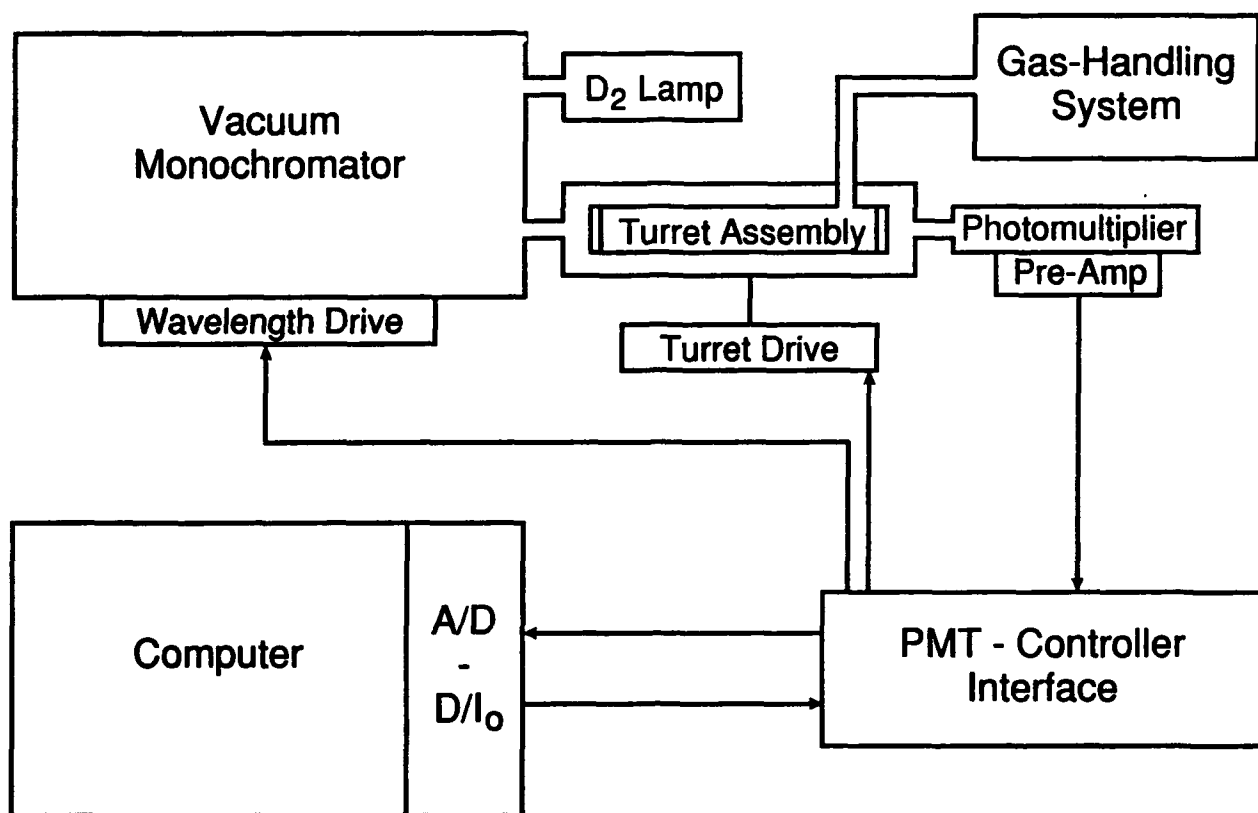 Vacuum
Monochromator
D₂ Lamp
Gas-Handling
System
Turret Assembly
Photomultiplier
Pre-Amp
Wavelength Drive
Turret Drive
Computer
A/D
-
D/I₀
PMT - Controller
Interface